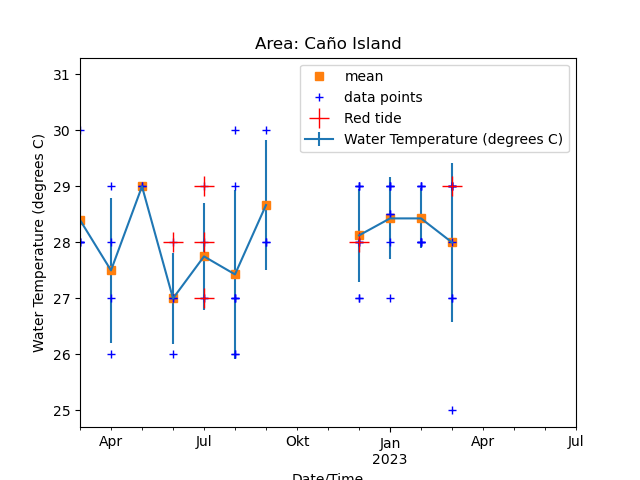 Area: Caño Island
31
30
29
28
27
26
25
Water Temperature (degrees C)
mean
data points
Red tide
Water Temperature (degrees C)
Apr
Jul
Okt
Jan
2023
Apr
Jul
Date/Time